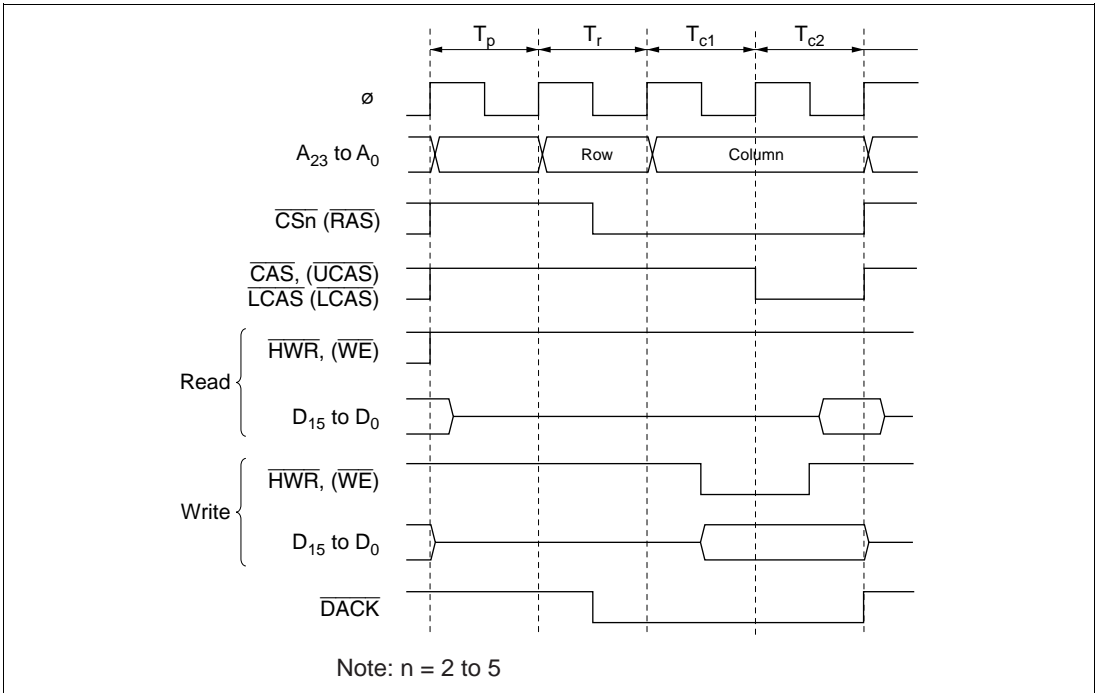 Tp Tr Tc1 Tc2
ø
A23 to A0 Row Column
CSn (RAS)
CAS, (UCAS)
LCAS (LCAS)
Read
HWR, (WE)
D15 to D0
Write
HWR, (WE)
D15 to D0
DACK
Note: n = 2 to 5